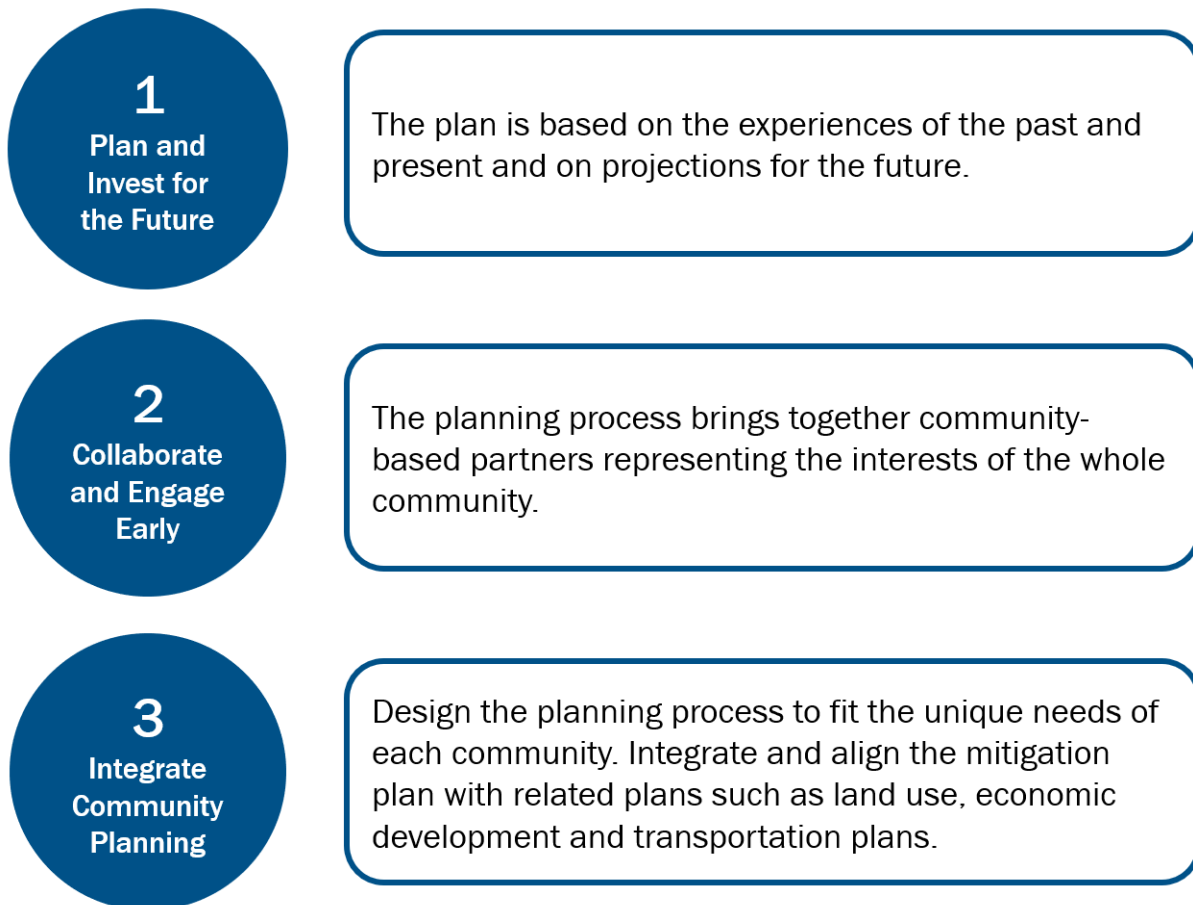 1
Plan and
Invest for
the Future
The plan is based on the experiences of the past and
present and on projections for the future.
2
Collaborate
and Engage
Early
The planning process brings together community-
based partners representing the interests of the whole
community.
3
Integrate
Community
Planning
Design the planning process to fit the unique needs of
each community. Integrate and align the mitigation
plan with related plans such as land use, economic
development and transportation plans.